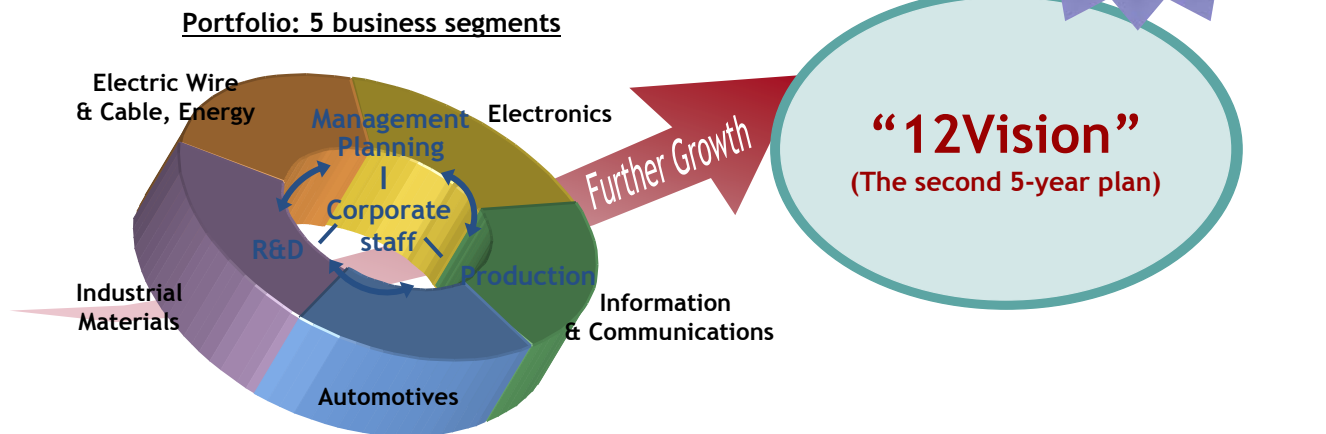 Portfolio: 5 business segments
Electric Wire
& Cable, Energy
Electronics
Management
Planning
Corporate
staff
R&D
Production
Industrial
Materials
Information
& Communications
Automotives
Further Growth
“12Vision”
(The second 5-year plan)